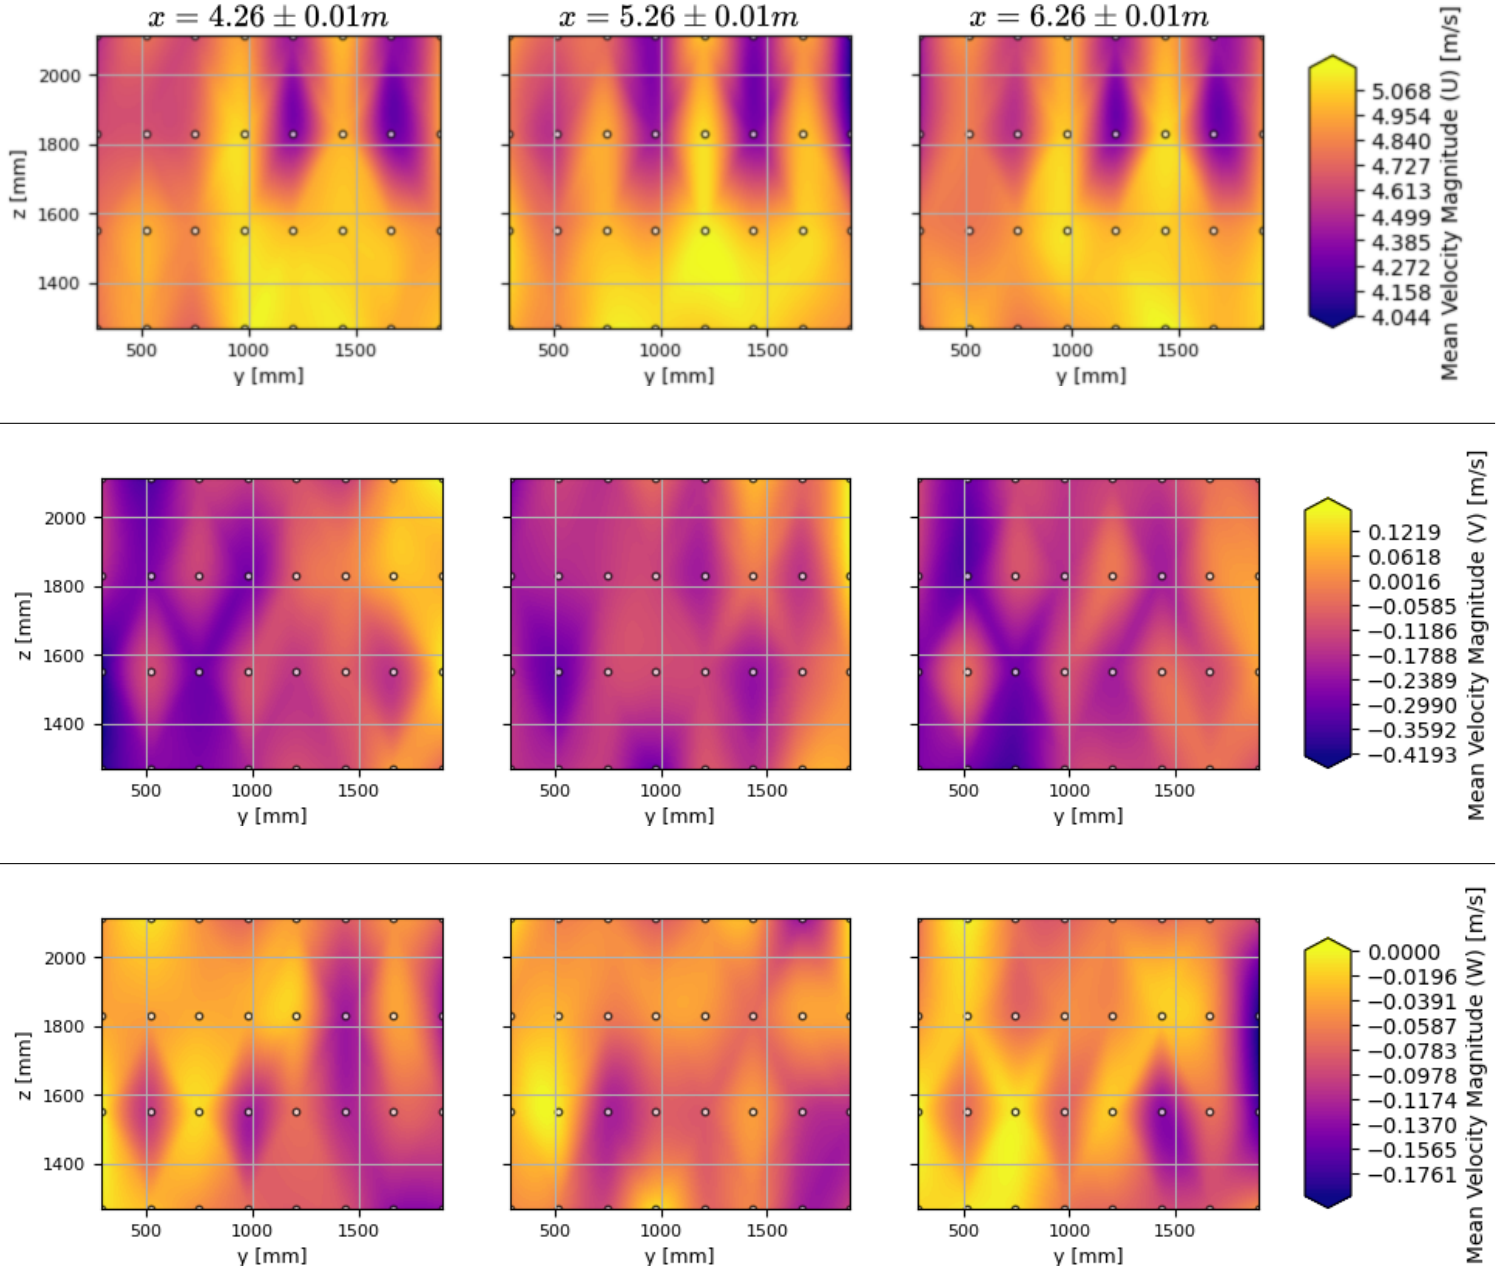 x = 4.26 ± 0.01m
x = 5.26 ± 0.01m
x = 6.26 ± 0.01m
2000
1800
1600
1400
z [mm]
500 1000 1500
y [mm]
500 1000 1500
y [mm]
500 1000 1500
y [mm]
5.068
4.954
4.840
4.727
4.613
4.499
4.385
4.272
4.158
4.044
Mean Velocity Magnitude (U) [m/s]
2000
1800
1600
1400
z [mm]
500 1000 1500
y [mm]
500 1000 1500
y [mm]
500 1000 1500
y [mm]
0.1219
0.0618
0.0016
−0.0585
−0.1186
−0.1788
−0.2389
−0.2990
−0.3592
−0.4193
Mean Velocity Magnitude (V) [m/s]
2000
1800
1600
1400
z [mm]
500 1000 1500
y [mm]
500 1000 1500
y [mm]
500 1000 1500
y [mm]
0.0000
−0.0196
−0.0391
−0.0587
−0.0783
−0.0978
−0.1174
−0.1370
−0.1565
−0.1761
Mean Velocity Magnitude (W) [m/s]